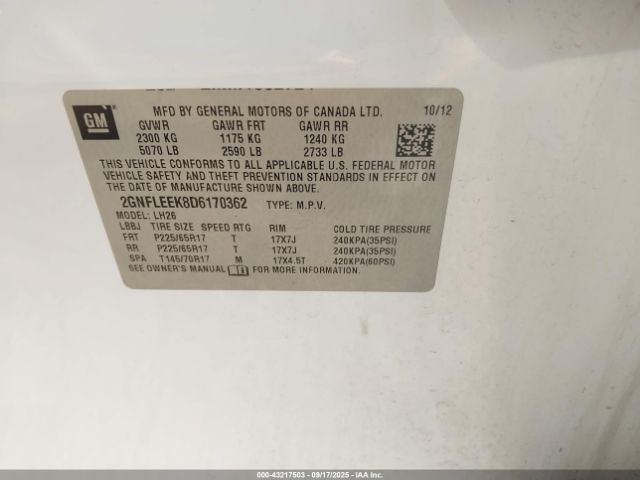 GM
MFD BY GENERAL MOTORS OF CANADA LTD. 10/12
GVWR GAWR FRT GAWR RR
2300 KG 1175 KG 1240 KG
5070 LB 2590 LB 2733 LB
THIS VEHICLE CONFORMS TO ALL APPLICABLE U.S. FEDERAL MOTOR
VEHICLE SAFETY AND THEFT PREVENTION STANDARDS IN EFFECT ON
THE DATE OF MANUFACTURE SHOWN ABOVE.
2GNFLEEK8D6170362 TYPE: M.P.V.
MODEL: LH26
LBBJ TIRE SIZE SPEED RTG RIM COLD TIRE PRESSURE
FRT P225/65R17 T 17X7J 240KPA(35PSI)
RR P225/65R17 T 17X7J 240KPA(35PSI)
SPA T145/70R17 M 17X4.5T 420KPA(60PSI)
SEE OWNER'S MANUAL FOR MORE INFORMATION.
000-43217503 - 09/17/2025 - IAA